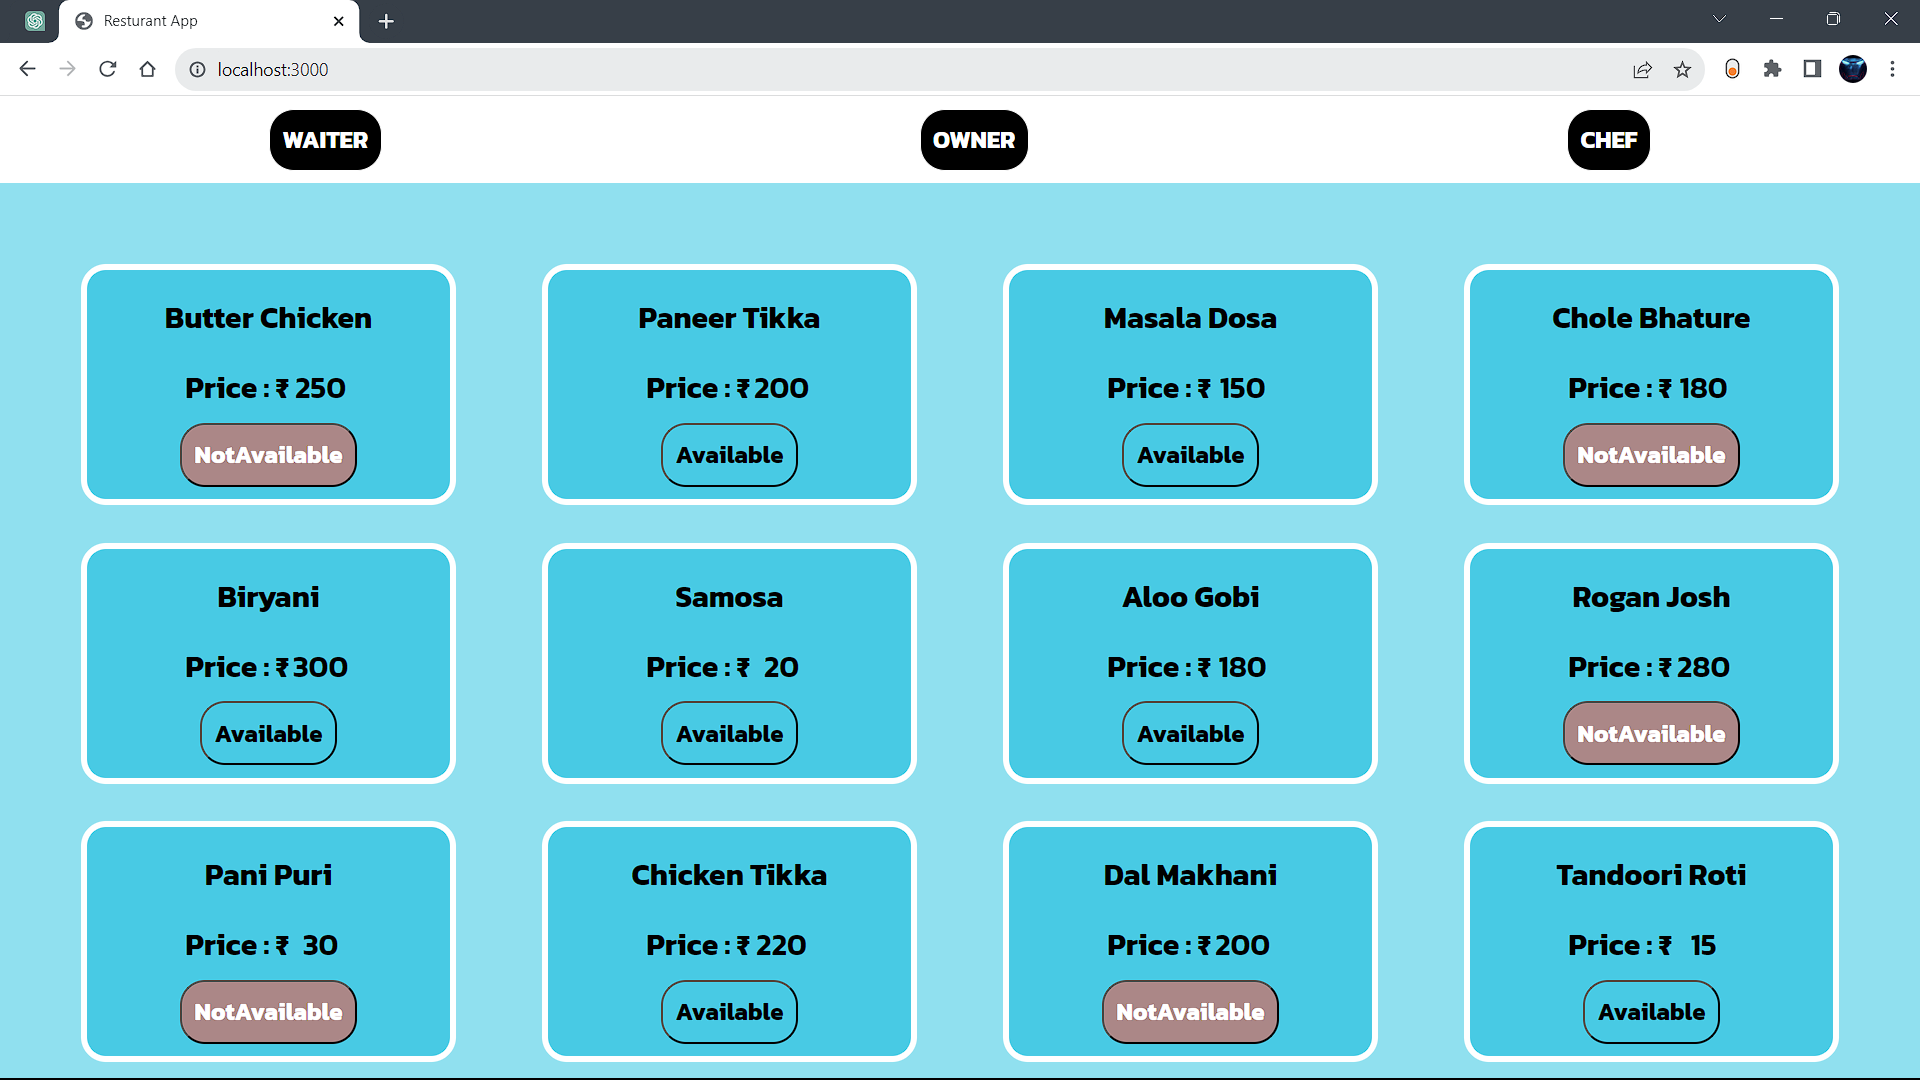 Resturant App
localhost:3000
WAITER OWNER CHEF
Butter Chicken Paneer Tikka Masala Dosa Chole Bhature
Price : ₹ 250 Price : ₹ 200 Price : ₹ 150 Price : ₹ 180
NotAvailable Available Available NotAvailable
Biryani Samosa Aloo Gobi Rogan Josh
Price : ₹ 300 Price : ₹ 20 Price : ₹ 180 Price : ₹ 280
Available Available Available NotAvailable
Pani Puri Chicken Tikka Dal Makhani Tandoori Roti
Price : ₹ 30 Price : ₹ 220 Price : ₹ 200 Price : ₹ 15
NotAvailable Available NotAvailable Available